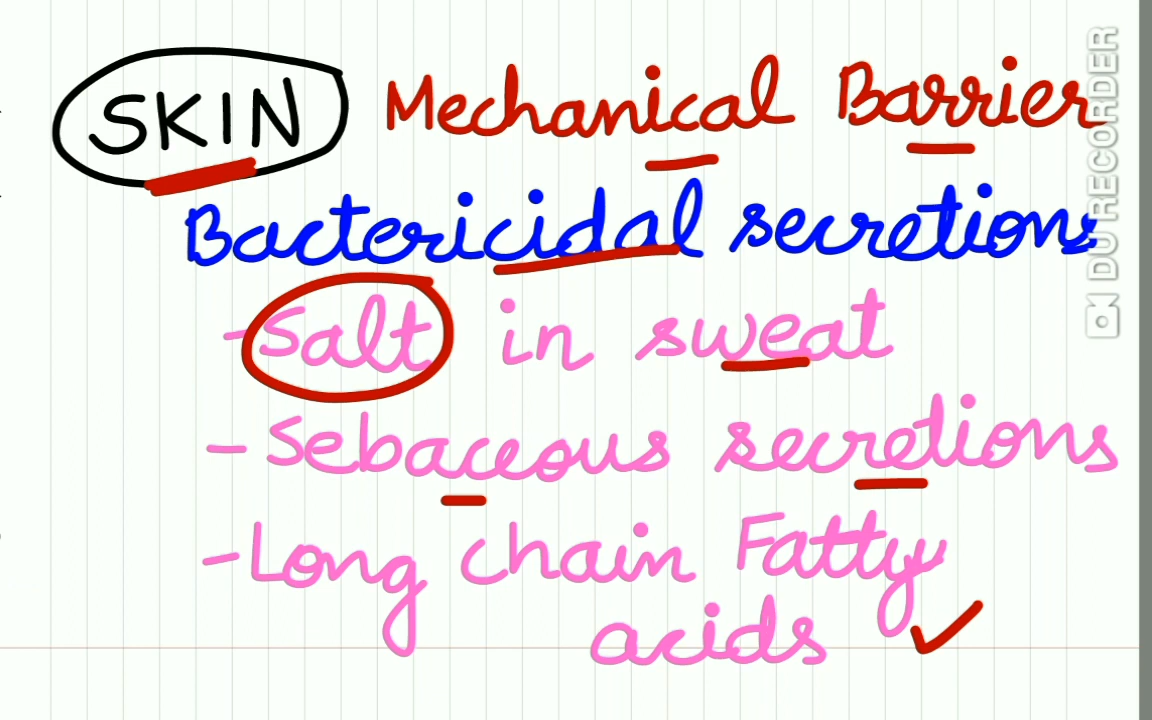 SKIN Mechanical Barrier
Bactericidal secretions
- Salt in sweat
- Sebaceous secretions
- Long chain Fatty
acids ✓
DU RECORDER